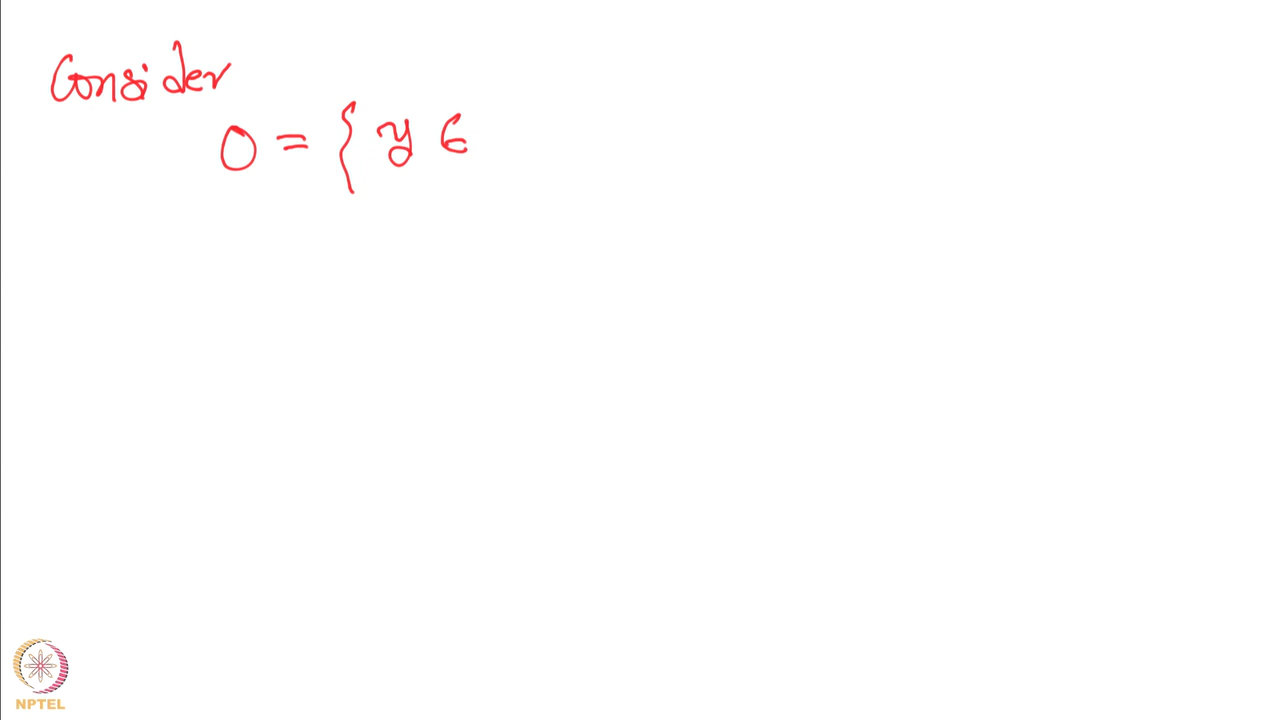 Consider
O = { y ∈
NPTEL